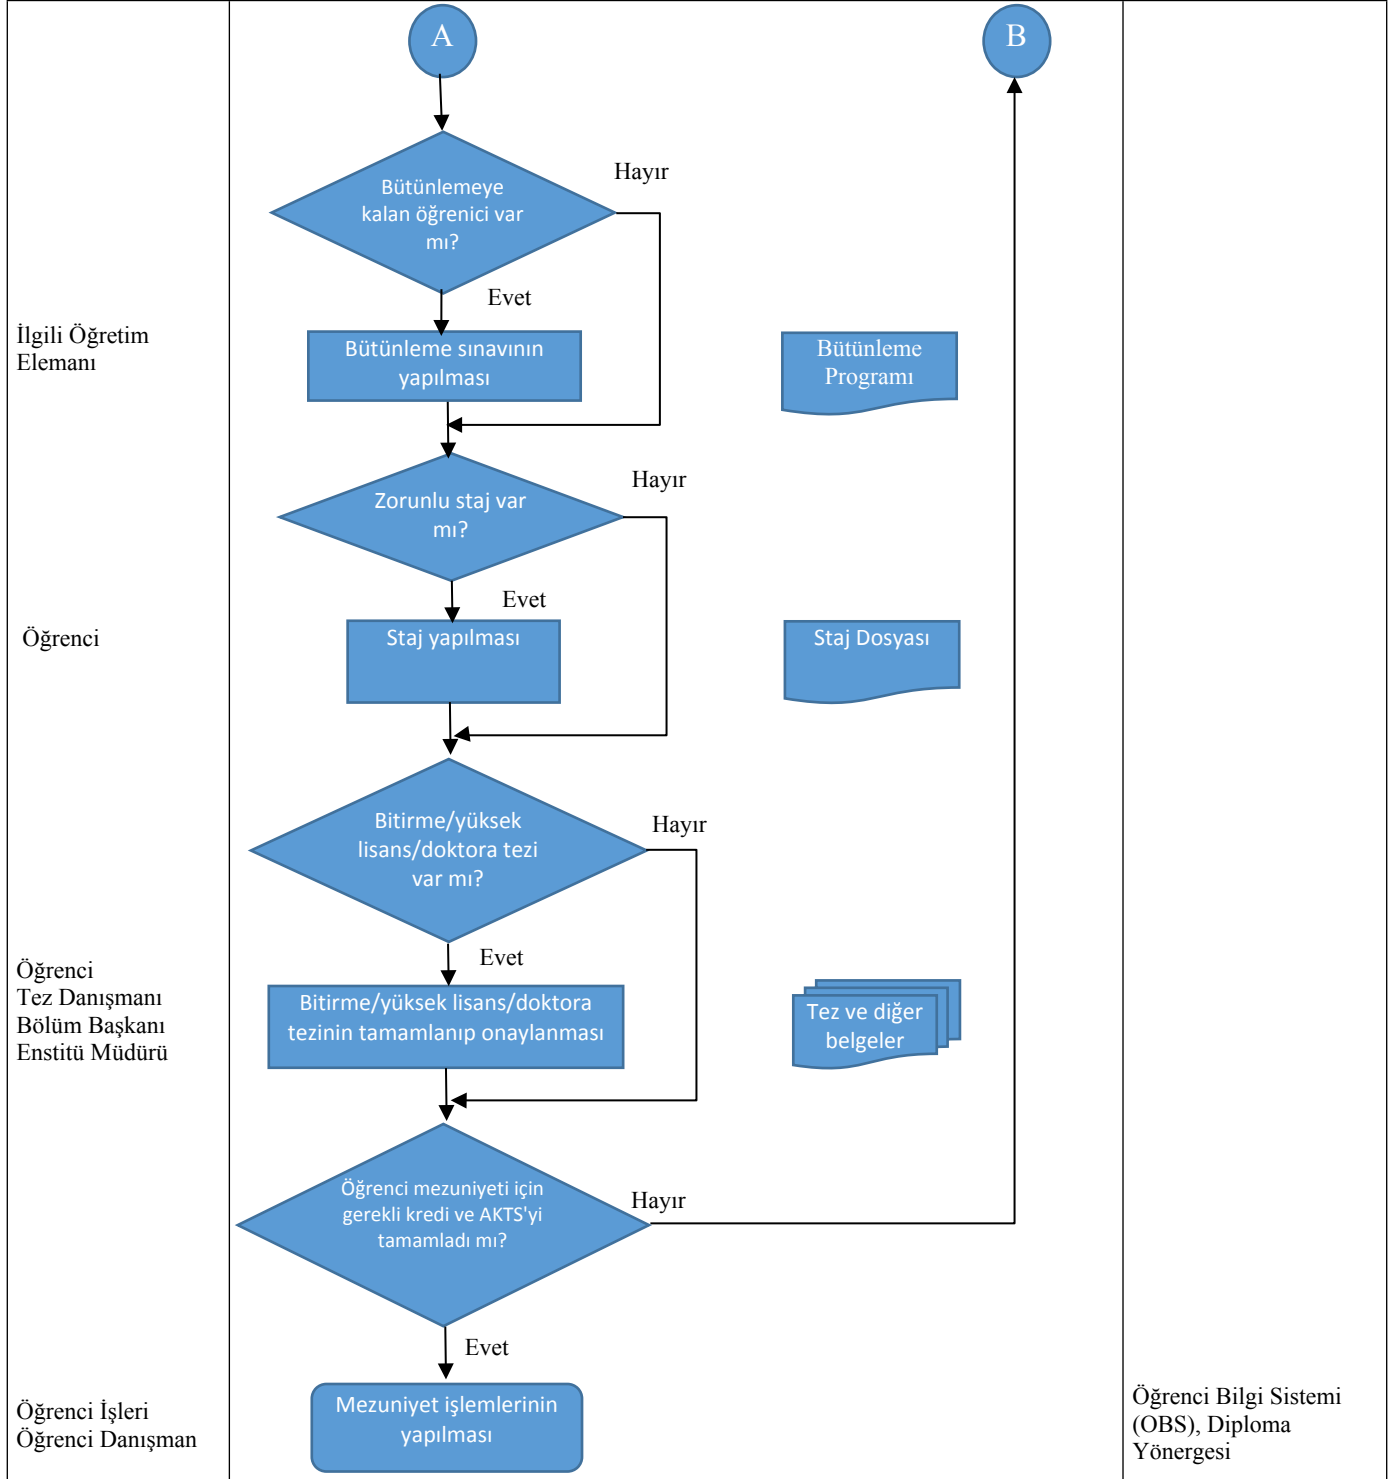 A
B
Hayır
Bütünlemeye
kalan öğrenici var
mı?
Evet
İlgili Öğretim
Elemanı
Bütünleme sınavının
yapılması
Bütünleme
Programı
Hayır
Zorunlu staj var
mı?
Evet
Öğrenci
Staj yapılması
Staj Dosyası
Hayır
Bitirme/yüksek
lisans/doktora tezi
var mı?
Evet
Öğrenci
Tez Danışmanı
Bölüm Başkanı
Enstitü Müdürü
Bitirme/yüksek lisans/doktora
tezinin tamamlanıp onaylanması
Tez ve diğer
belgeler
Hayır
Öğrenci mezuniyeti için
gerekli kredi ve AKTS'yi
tamamladı mı?
Evet
Öğrenci İşleri
Öğrenci Danışman
Mezuniyet işlemlerinin
yapılması
Öğrenci Bilgi Sistemi
(OBS), Diploma
Yönergesi